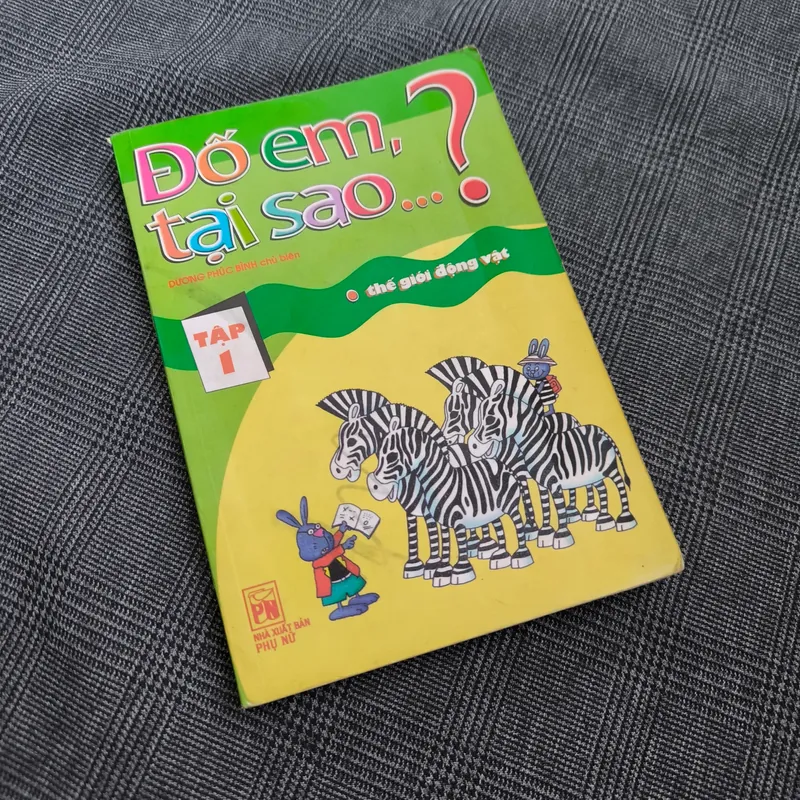 Đố em,
tại sao...?
DƯƠNG PHÚC BÌNH chủ biên
• thế giới động vật
TẬP
1
PN
NHÀ XUẤT BẢN
PHỤ NỮ